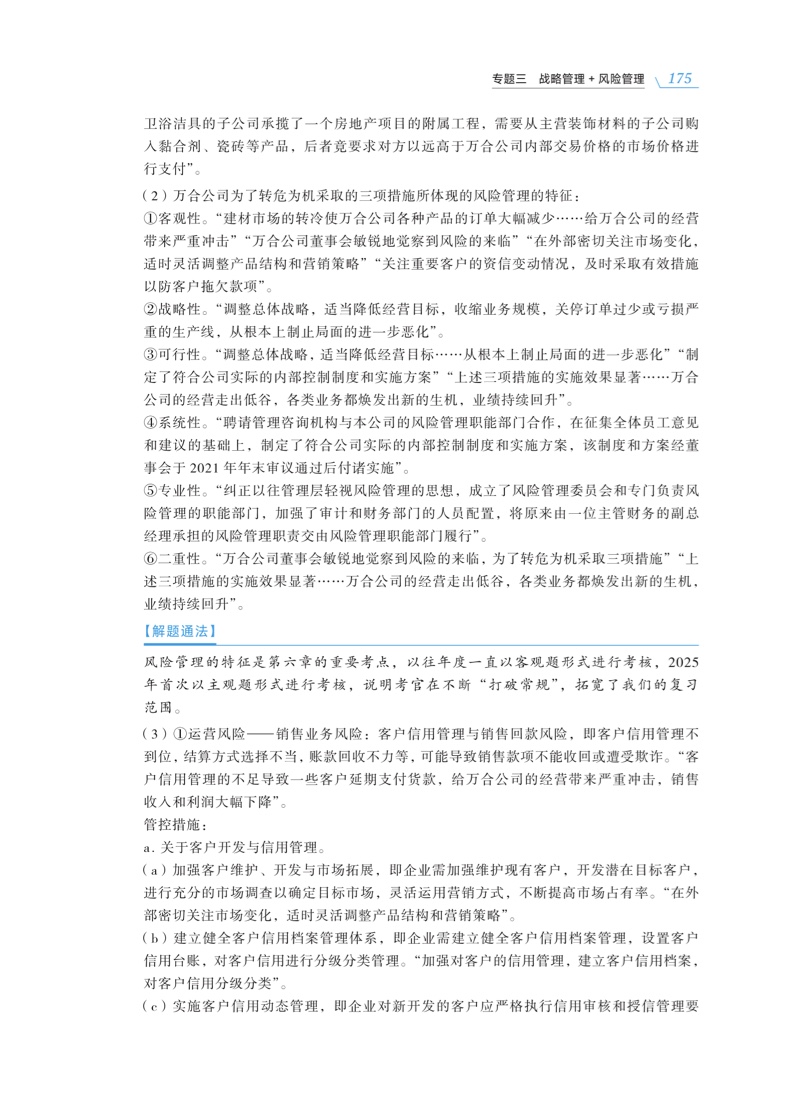 专题三　战略管理 + 风险管理　175
卫浴洁具的子公司承揽了一个房地产项目的附属工程，需要从主营装饰材料的子公司购
入黏合剂、瓷砖等产品，后者竟要求对方以远高于万合公司内部交易价格的市场价格进
行支付”。
（2）万合公司为了转危为机采取的三项措施所体现的风险管理的特征：
①客观性。“建材市场的转冷使万合公司各种产品的订单大幅减少……给万合公司的经营
带来严重冲击”“万合公司董事会敏锐地觉察到风险的来临”“在外部密切关注市场变化，
适时灵活调整产品结构和营销策略”“关注重要客户的资信变动情况，及时采取有效措施
以防客户拖欠款项”。
②战略性。“调整总体战略，适当降低经营目标，收缩业务规模，关停订单过少或亏损严
重的生产线，从根本上制止局面的进一步恶化”。
③可行性。“调整总体战略，适当降低经营目标……从根本上制止局面的进一步恶化”“制
定了符合公司实际的内部控制制度和实施方案”“上述三项措施的实施效果显著……万合
公司的经营走出低谷，各类业务都焕发出新的生机，业绩持续回升”。
④系统性。“聘请管理咨询机构与本公司的风险管理职能部门合作，在征集全体员工意见
和建议的基础上，制定了符合公司实际的内部控制制度和实施方案，该制度和方案经董
事会于 2021 年年末审议通过后付诸实施”。
⑤专业性。“纠正以往管理层轻视风险管理的思想，成立了风险管理委员会和专门负责风
险管理的职能部门，加强了审计和财务部门的人员配置，将原来由一位主管财务的副总
经理承担的风险管理职责交由风险管理职能部门履行”。
⑥二重性。“万合公司董事会敏锐地觉察到风险的来临，为了转危为机采取三项措施”“上
述三项措施的实施效果显著……万合公司的经营走出低谷，各类业务都焕发出新的生机，
业绩持续回升”。
【解题通法】
风险管理的特征是第六章的重要考点，以往年度一直以客观题形式进行考核，2025
年首次以主观题形式进行考核，说明考官在不断“打破常规”，拓宽了我们的复习
范围。
（3）①运营风险——销售业务风险：客户信用管理与销售回款风险，即客户信用管理不
到位，结算方式选择不当，账款回收不力等，可能导致销售款项不能收回或遭受欺诈。“客
户信用管理的不足导致一些客户延期支付货款，给万合公司的经营带来严重冲击，销售
收入和利润大幅下降”。
管控措施：
a. 关于客户开发与信用管理。
（a）加强客户维护、开发与市场拓展，即企业需加强维护现有客户，开发潜在目标客户，
进行充分的市场调查以确定目标市场，灵活运用营销方式，不断提高市场占有率。“在外
部密切关注市场变化，适时灵活调整产品结构和营销策略”。
（b）建立健全客户信用档案管理体系，即企业需建立健全客户信用档案管理，设置客户
信用台账，对客户信用进行分级分类管理。“加强对客户的信用管理，建立客户信用档案，
对客户信用分级分类”。
（c）实施客户信用动态管理，即企业对新开发的客户应严格执行信用审核和授信管理要